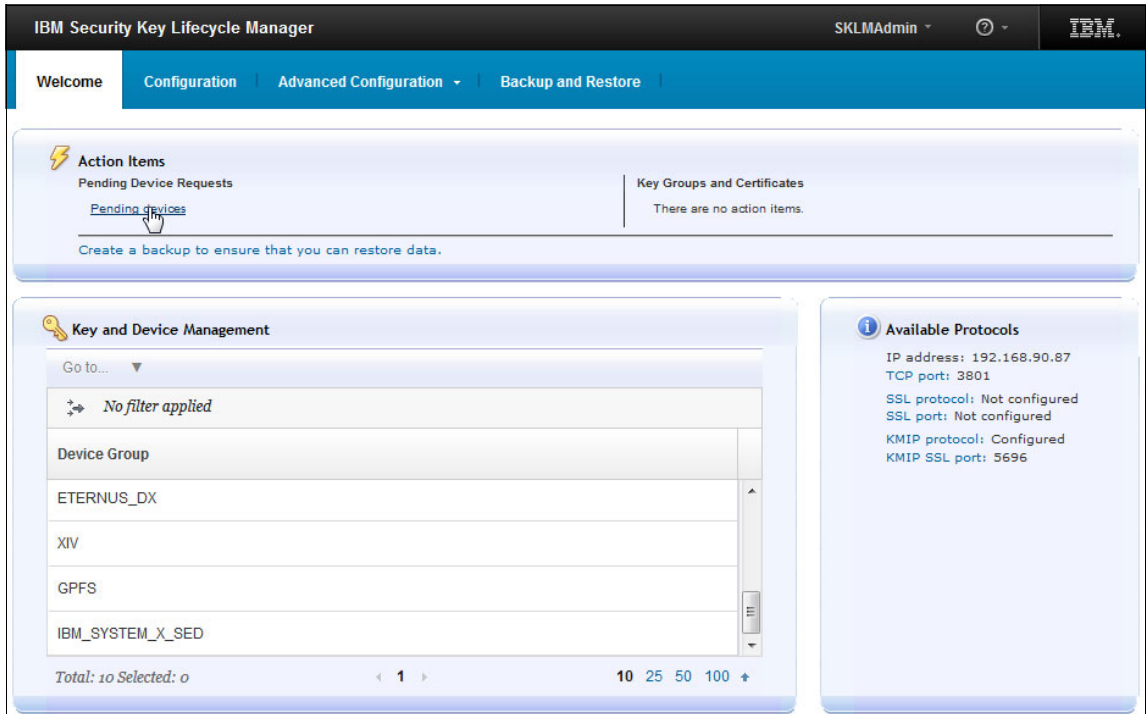 IBM Security Key Lifecycle Manager
SKLMAdmin
?
IBM.
Welcome
Configuration
Advanced Configuration
Backup and Restore
Action Items
Pending Device Requests
Pending devices
Key Groups and Certificates
There are no action items.
Create a backup to ensure that you can restore data.
Key and Device Management
Go to...
No filter applied
Device Group
ETERNUS_DX
XIV
GPFS
IBM_SYSTEM_X_SED
Total: 10 Selected: 0
1
10 25 50 100
Available Protocols
IP address: 192.168.90.87
TCP port: 3801
SSL protocol: Not configured
SSL port: Not configured
KMIP protocol: Configured
KMIP SSL port: 5696